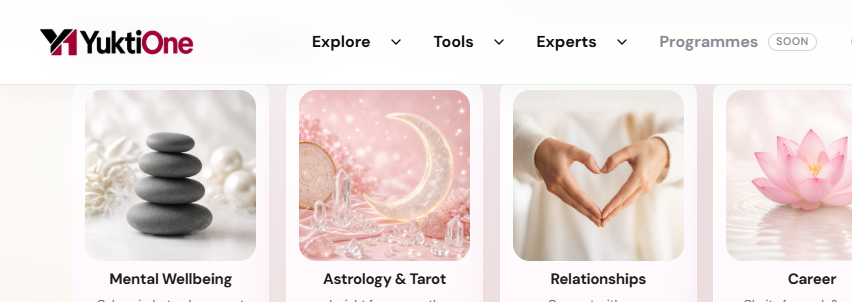 YuktiOne
Explore
Tools
Experts
Programmes SOON
Mental Wellbeing
Astrology & Tarot
Relationships
Career